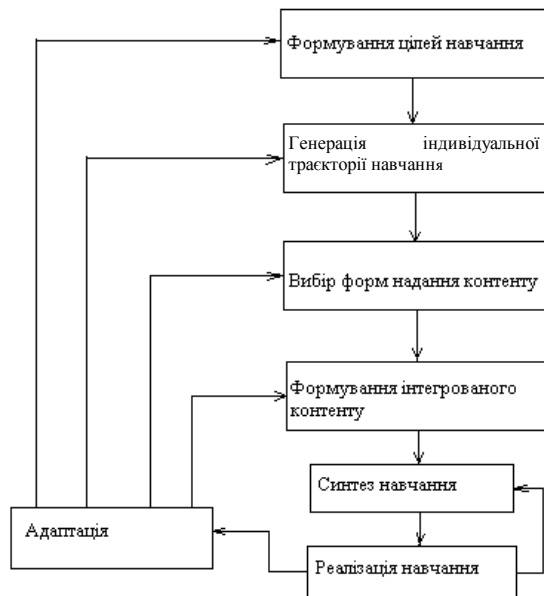 Формування цілей навчання
Генерація індивідуальної
траєкторії навчання
Вибір форм надання контенту
Формування інтегрованого
контенту
Синтез навчання
Адаптація
Реалізація навчання